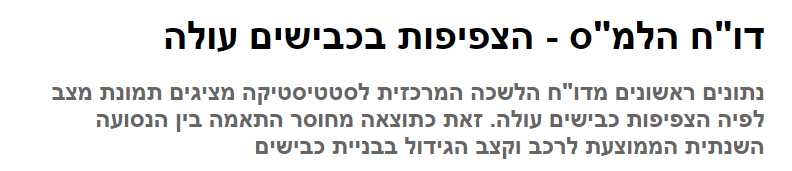 דו"ח הלמ"ס - הצפיפות בכבישים עולה
נתונים ראשונים מדו"ח הלשכה המרכזית לסטטיסטיקה מציגים תמונת מצב
לפיה הצפיפות כבישים עולה. זאת כתוצאה מחוסר התאמה בין הנסועה
השנתית הממוצעת לרכב וקצב הגידול בבניית כבישים